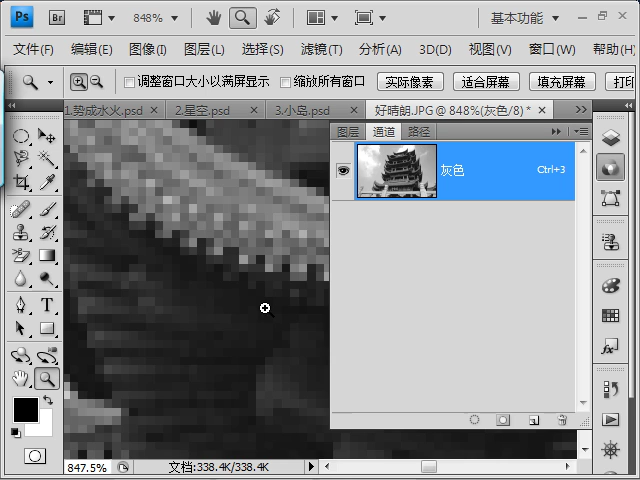 Ps Br 848% 基本功能
文件(F) 编辑(E) 图像(I) 图层(L) 选择(S) 滤镜(T) 分析(A) 3D(D) 视图(V) 窗口(W) 帮助(H)
调整窗口大小以满屏显示 缩放所有窗口 实际像素 适合屏幕 填充屏幕 打印
1.势成水火.psd 2.星空.psd 3.小岛.psd 好晴朗.JPG @ 848%(灰色/8) *
图层 通道 路径
灰色 Ctrl+3
847.5% 文档:338.4K/338.4K